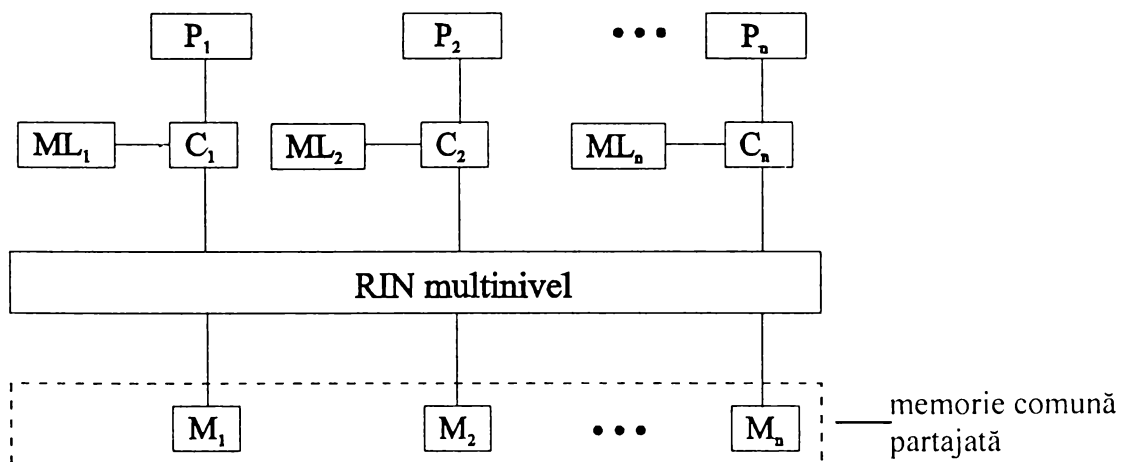 P₁ P₂ ••• Pₙ
ML₁ C₁ ML₂ C₂ MLₙ Cₙ
RIN multinivel
M₁ M₂ ••• Mₙ
memorie comună
partajată